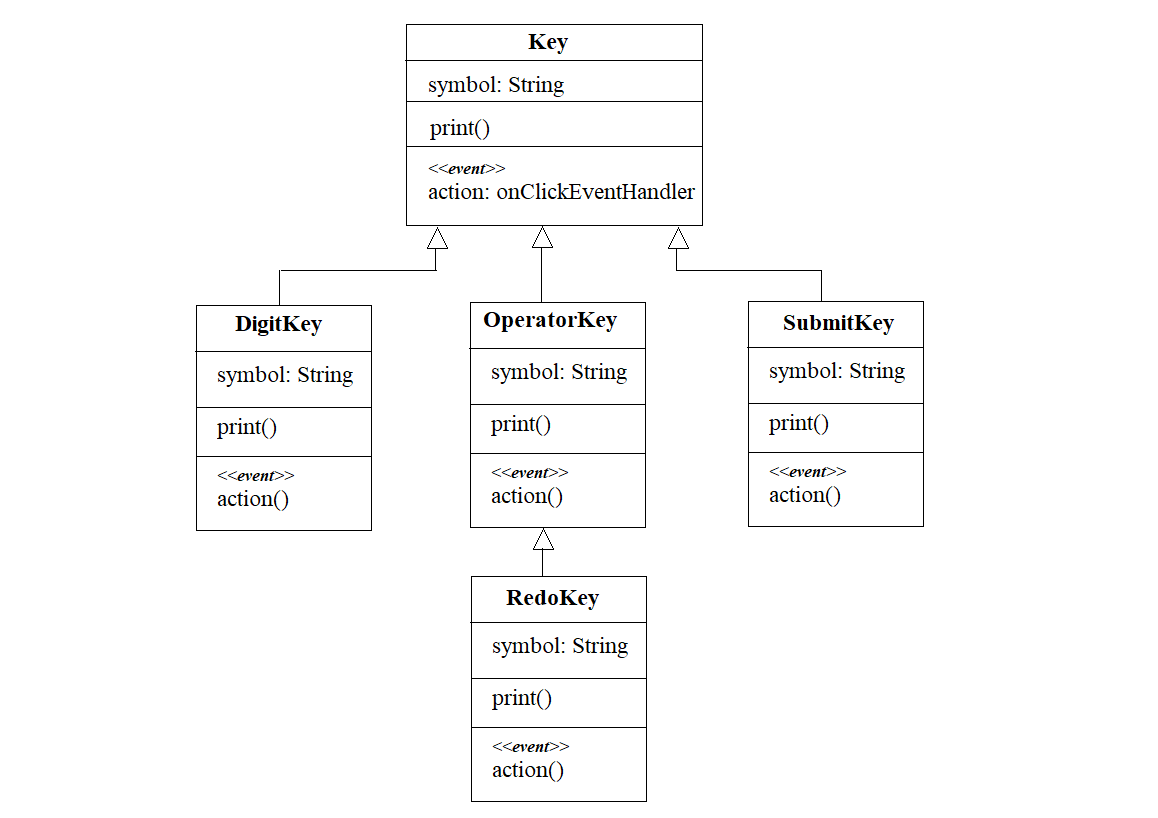 Key
symbol: String
print()
<<event>>
action: onClickEventHandler
DigitKey
symbol: String
print()
<<event>>
action()
OperatorKey
symbol: String
print()
<<event>>
action()
SubmitKey
symbol: String
print()
<<event>>
action()
RedoKey
symbol: String
print()
<<event>>
action()